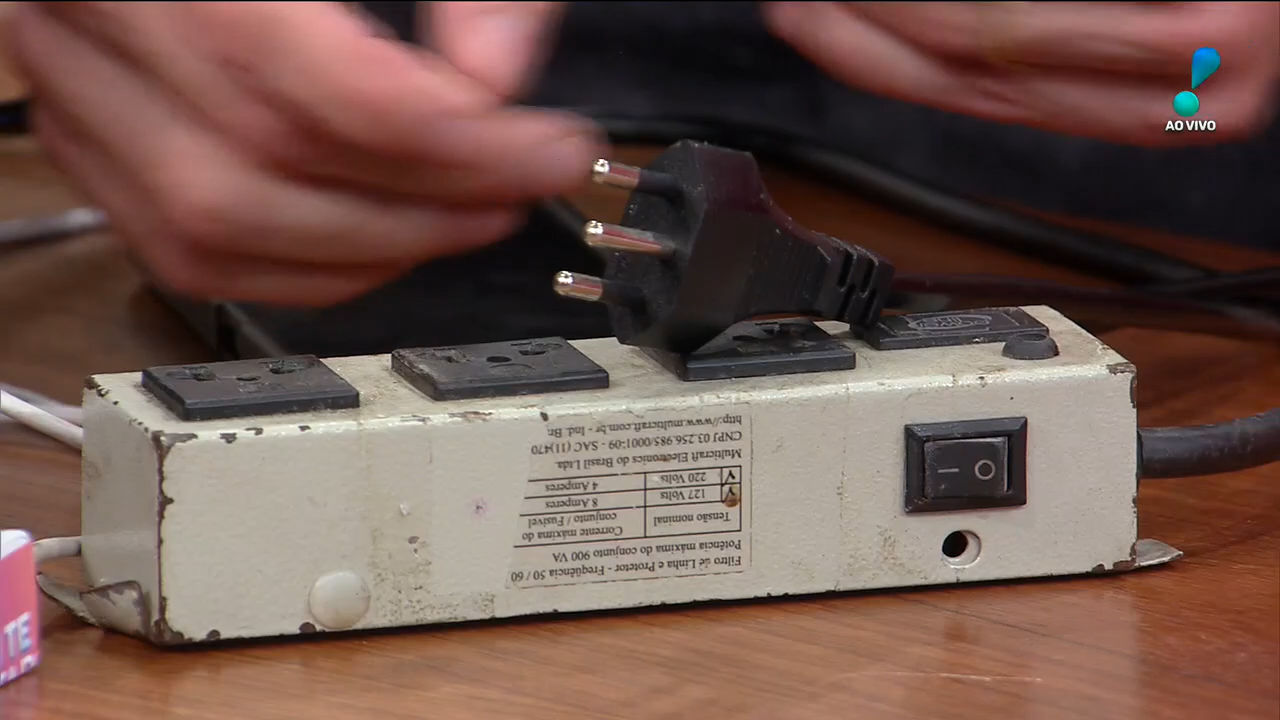 AO VIVO
Filtro de Linha e Protetor - Freqüência 50 / 60
Potência máxima do conjunto 900 VA
Tensão nominal
Corrente máxima do conjunto / Fusível
127 Volts
8 Amperes
220 Volts
4 Amperes
Multicraft Electronics do Brasil Ltda.
CNPJ 03.256.985/0001-09 - SAC (11)470
http://www.multicraft.com.br - Ind. Br.
TE